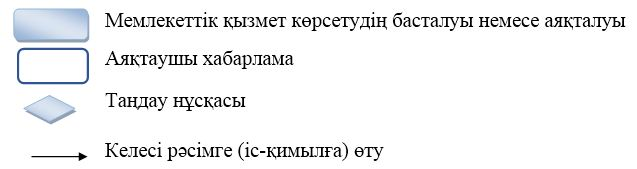 Мемлекеттік қызмет көрсетудің басталуы немесе аяқталуы
Аяқтаушы хабарлама
Таңдау нұсқасы
Келесі рәсімге (іс-қимылға) өту